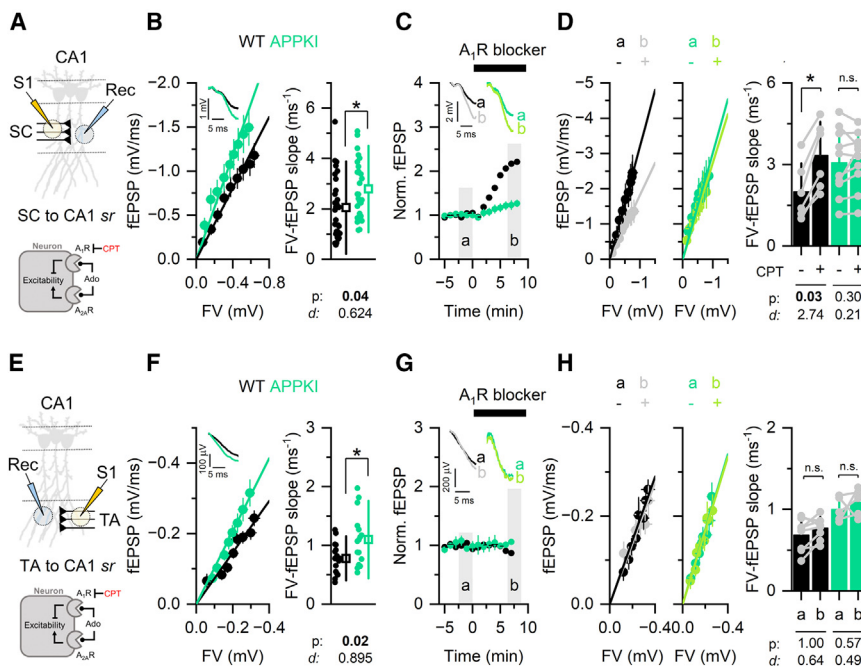 A
CA1
S1
Rec
SC
SC to CA1 sr
Neuron
A1R
CPT
Excitability
Ado
A2AR
B
WT APPKI
fEPSP (mV/ms)
−2.0
−1.5
−1.0
−0.5
0.0
1 mV
5 ms
−0.0 −0.4 −0.8
FV (mV)
FV-fEPSP slope (ms-1)
6
4
2
0
*
p: 0.04
d: 0.624
C
A1R blocker
Norm. fEPSP
4
3
2
1
0
2 mV
5 ms
a
b
a
b
a
b
−5 0 5 10
Time (min)
D
a b
- +
a b
- +
fEPSP (mV/ms)
−5
−4
−3
−2
−1
0
0 −1
FV (mV)
0 −1
FV (mV)
FV-fEPSP slope (ms-1)
6
3
0
*
n.s.
CPT - + - +
p: 0.03 0.30
d: 2.74 0.21
E
CA1
Rec
S1
TA
TA to CA1 sr
Neuron
A1R
CPT
Excitability
Ado
A2AR
F
WT APPKI
fEPSP (mV/ms)
−0.4
−0.2
0.0
100 µV
5 ms
−0.0 −0.2 −0.4
FV (mV)
FV-fEPSP slope (ms-1)
3
2
1
0
*
p: 0.02
d: 0.895
G
A1R blocker
Norm. fEPSP
4
3
2
1
0
200 µV
5 ms
a
b
a
b
a
b
−5 0 5 10
Time (min)
H
a b
- +
a b
- +
fEPSP (mV/ms)
−0.4
−0.2
−0.0
0.0 −0.4
FV (mV)
0.0 −0.4
FV (mV)
FV-fEPSP slope (ms-1)
2
1
0
n.s.
n.s.
a b a b
p: 1.00 0.57
d: 0.64 0.49